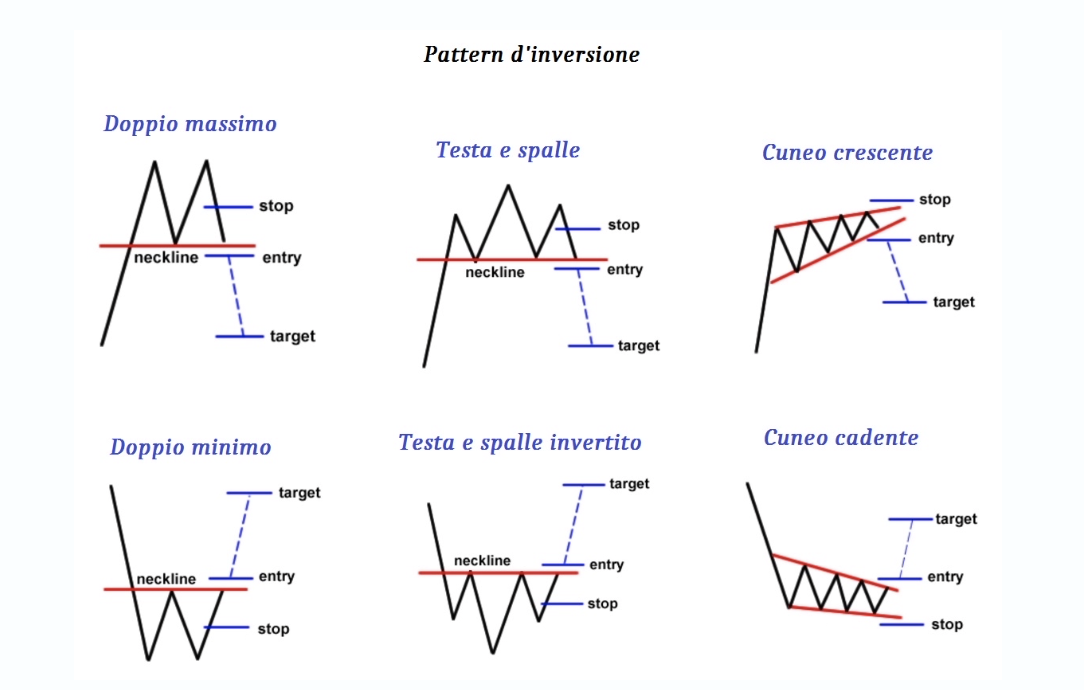 Pattern d'inversione
Doppio massimo
stop
neckline
entry
target
Testa e spalle
stop
neckline
entry
target
Cuneo crescente
stop
entry
target
Doppio minimo
target
neckline
entry
stop
Testa e spalle invertito
target
neckline
entry
stop
Cuneo cadente
target
entry
stop